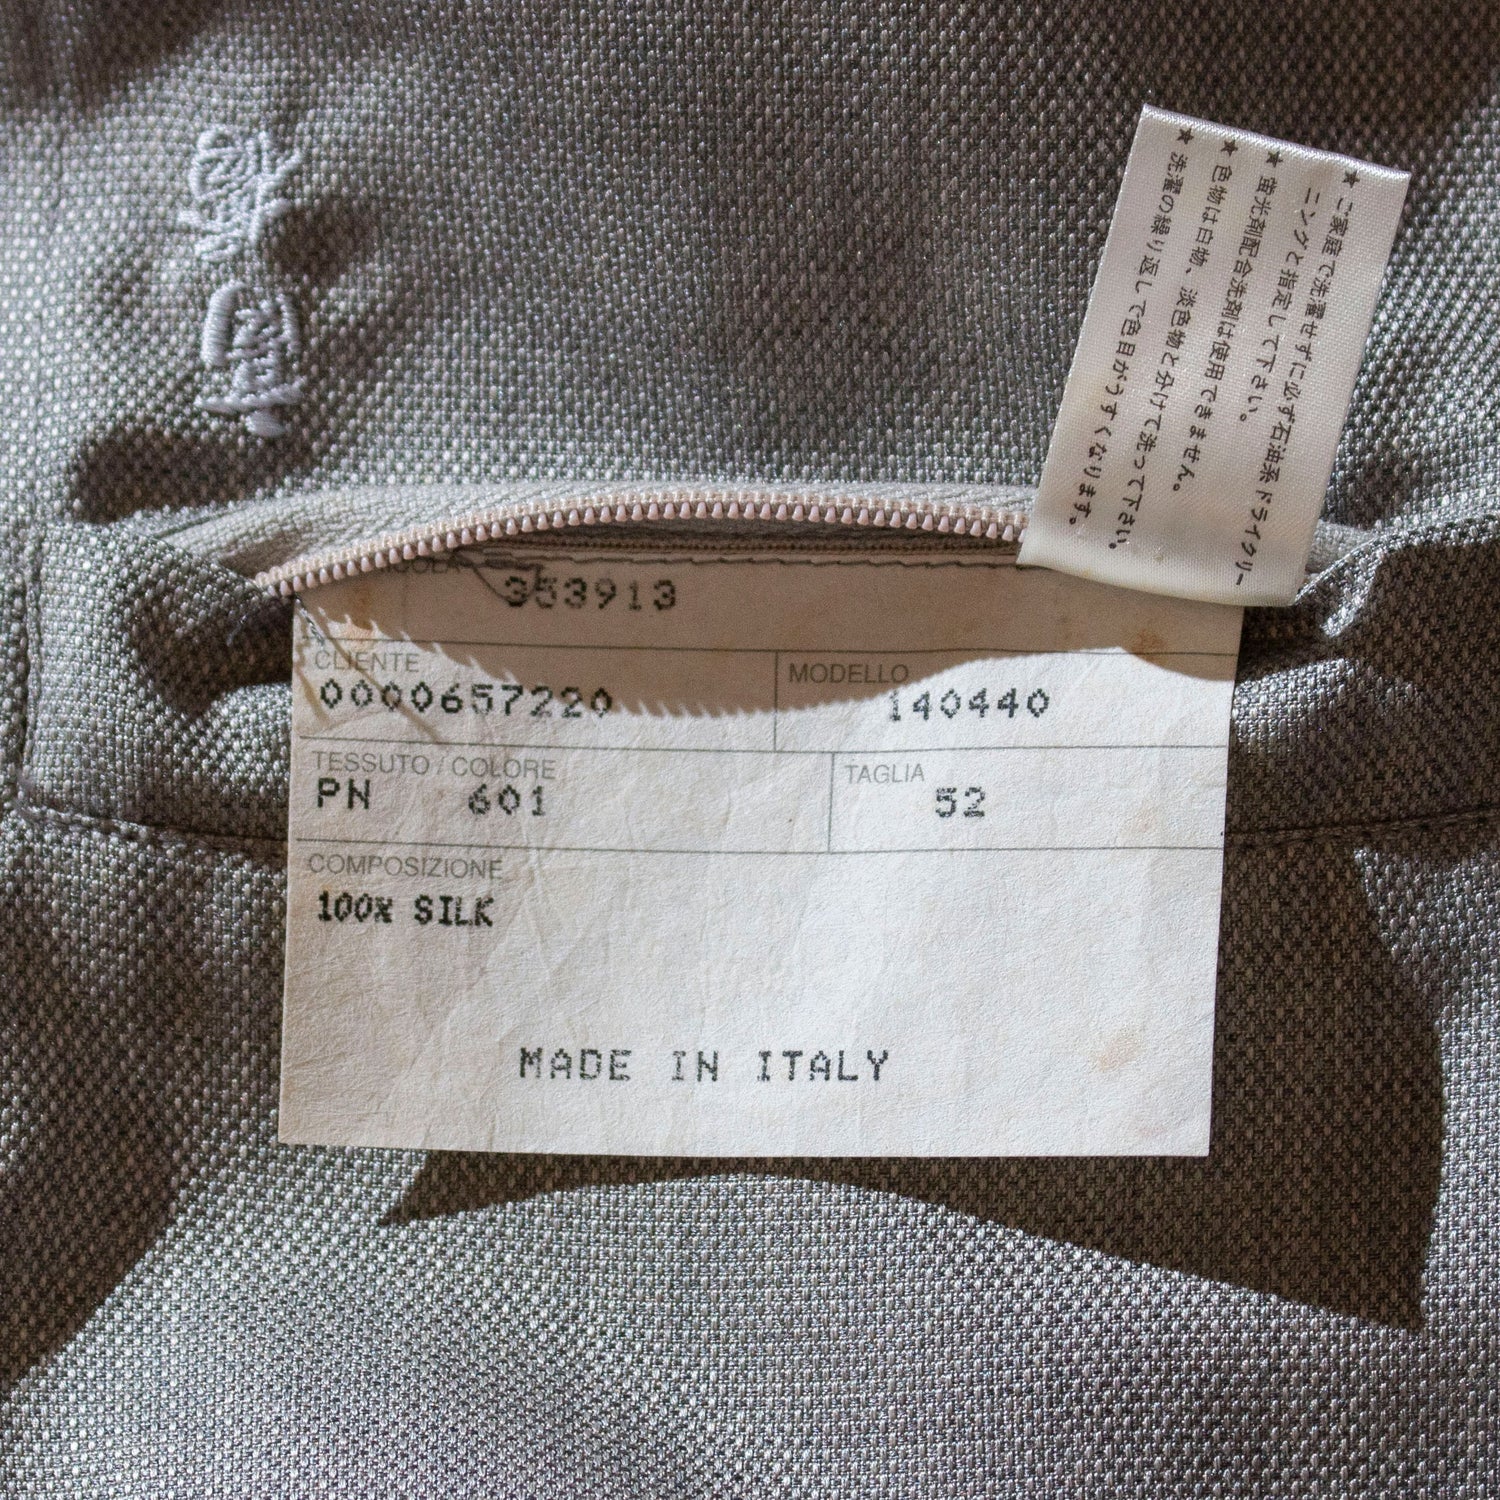 353913
CLIENTE
0000657220
MODELLO
140440
TESSUTO / COLORE
PN 601
TAGLIA
52
COMPOSIZIONE
100% SILK
MADE IN ITALY
★ご家庭で洗濯せずに必ず石油系ドライクリー
ニングと指定して下さい。
★蛍光剤配合洗剤は使用できません。
★色物は白物、淡色物と分けて洗って下さい。
★洗濯の繰り返しで色目がうすくなります。